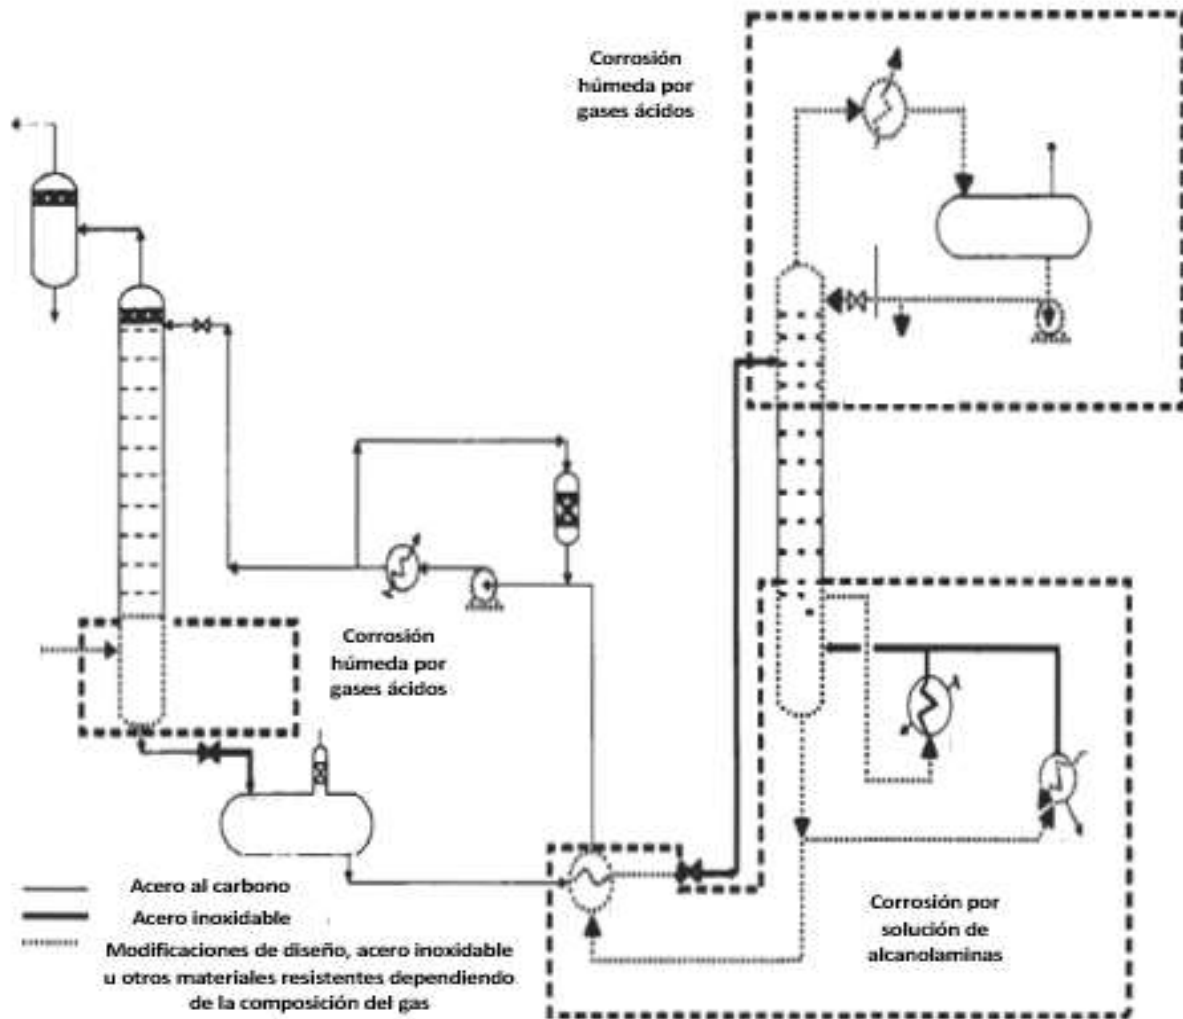 Corrosión
húmeda por
gases ácidos
Corrosión
húmeda por
gases ácidos
Acero al carbono
Acero inoxidable
Modificaciones de diseño, acero inoxidable
u otros materiales resistentes dependiendo
de la composición del gas
Corrosión por
solución de
alcanolaminas